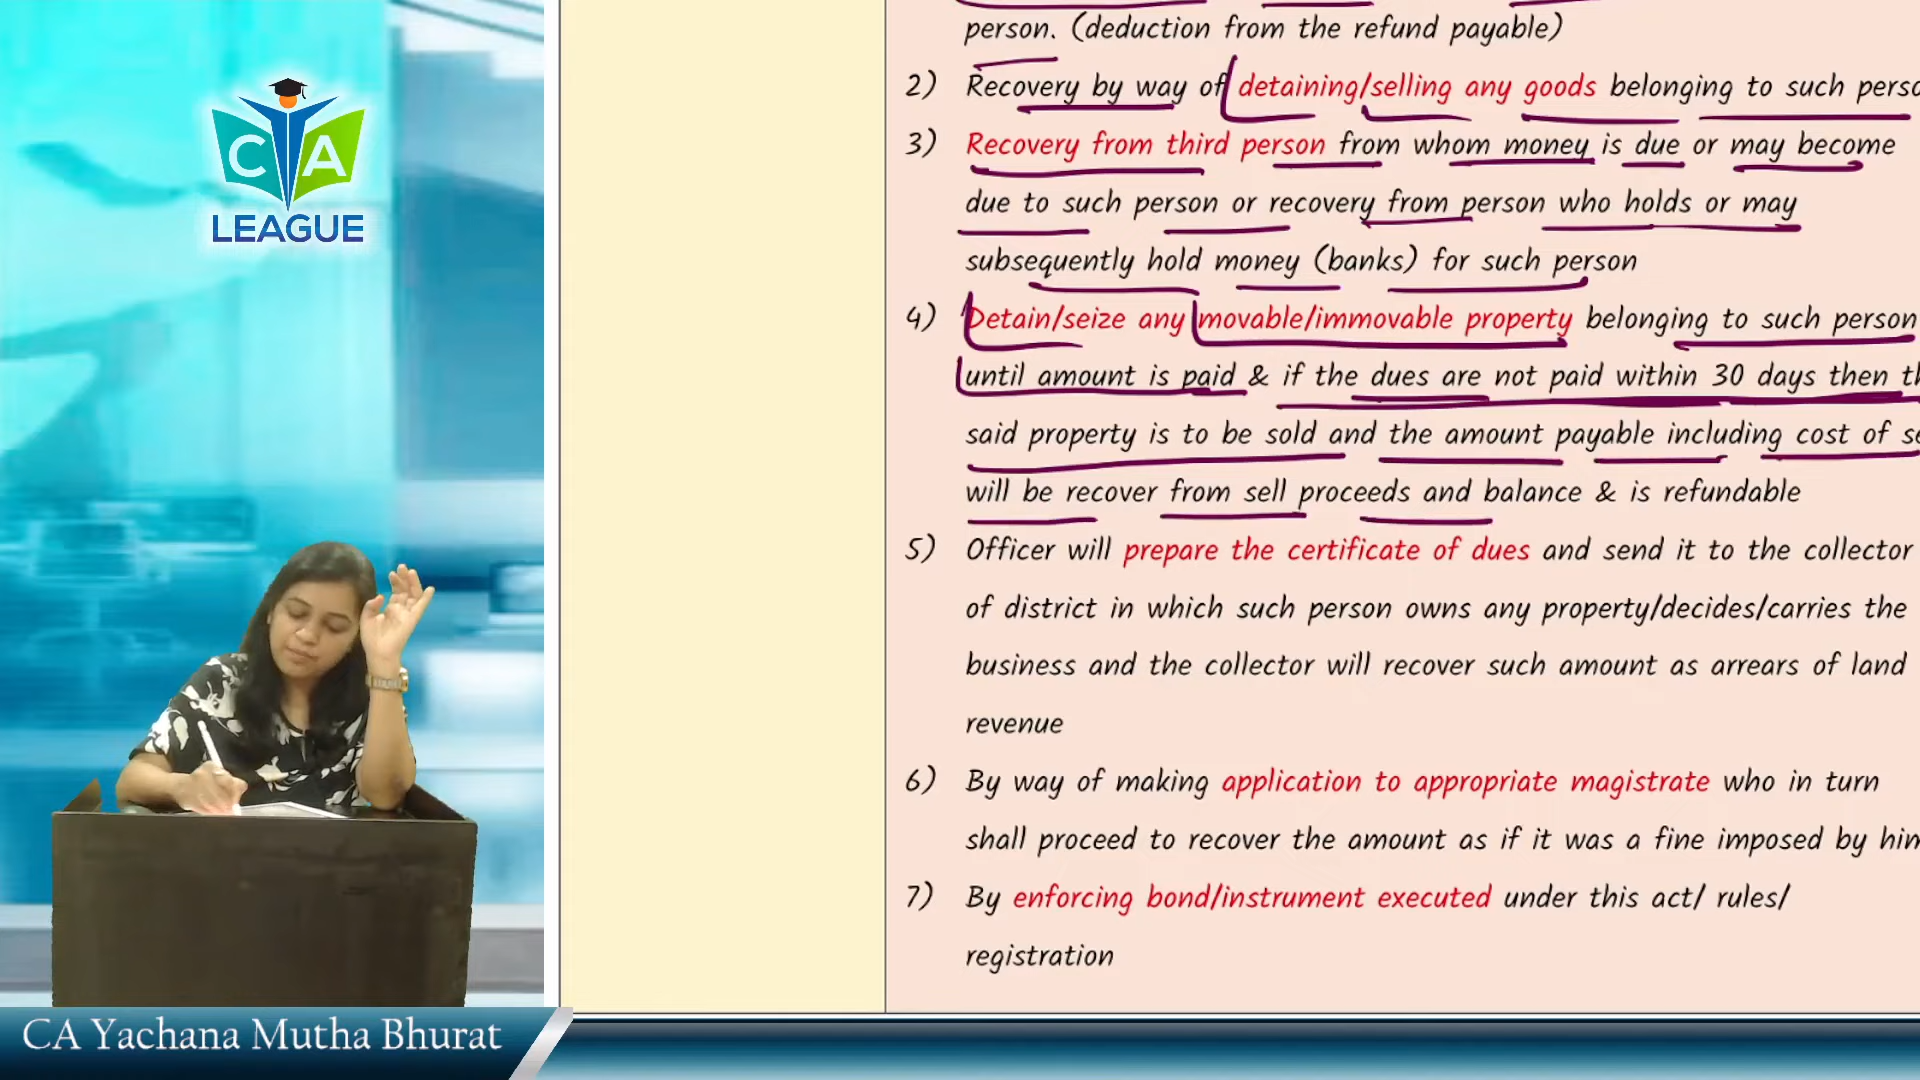 CA
LEAGUE
person. (deduction from the refund payable)
2) Recovery by way of detaining/selling any goods belonging to such
3) Recovery from third person from whom money is due or may become
due to such person or recovery from person who holds or may
subsequently hold money (banks) for such person
4) Detain/seize any movable/immovable property belonging to such person
until amount is paid & if the dues are not paid within 30 days then
said property is to be sold and the amount payable including cost of
will be recover from sell proceeds and balance & is refundable
5) Officer will prepare the certificate of dues and send it to the collector
of district in which such person owns any property/decides/carries the
business and the collector will recover such amount as arrears of land
revenue
6) By way of making application to appropriate magistrate who in turn
shall proceed to recover the amount as if it was a fine imposed by
7) By enforcing bond/instrument executed under this act/ rules/
registration
CA Yachana Mutha Bhurat